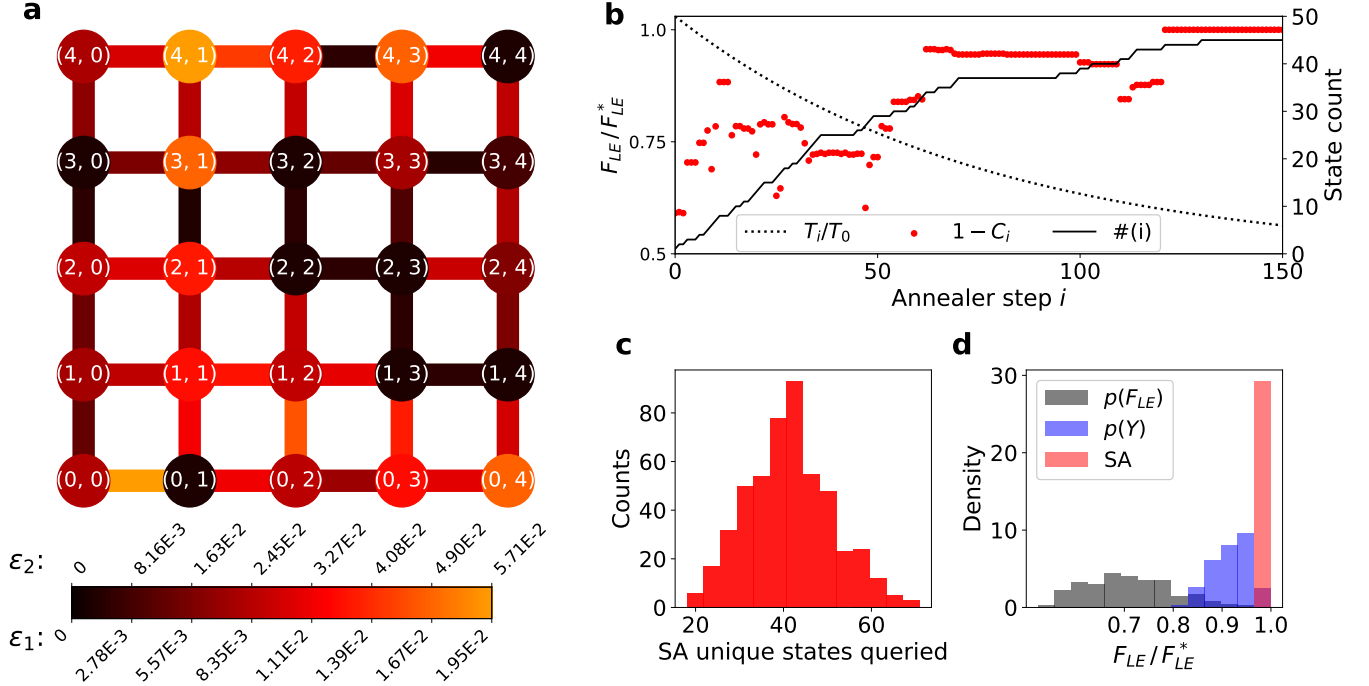 a
(4, 0) (4, 1) (4, 2) (4, 3) (4, 4)
(3, 0) (3, 1) (3, 2) (3, 3) (3, 4)
(2, 0) (2, 1) (2, 2) (2, 3) (2, 4)
(1, 0) (1, 1) (1, 2) (1, 3) (1, 4)
(0, 0) (0, 1) (0, 2) (0, 3) (0, 4)
ε₂: 0 8.16E-3 1.63E-2 2.45E-2 3.27E-2 4.08E-2 4.90E-2 5.71E-2
ε₁: 0 2.78E-3 5.57E-3 8.35E-3 1.11E-2 1.39E-2 1.67E-2 1.95E-2
b
F_LE / F*_LE
1.0
0.75
0.5
50
40
30
20
10
0
State count
T_i/T_0 1 − C_i #(i)
0 50 100 150
Annealer step i
c
Counts
80
60
40
20
0
20 40 60
SA unique states queried
d
Density
30
20
10
0
p(F_LE)
p(Y)
SA
0.7 0.8 0.9 1.0
F_LE / F*_LE